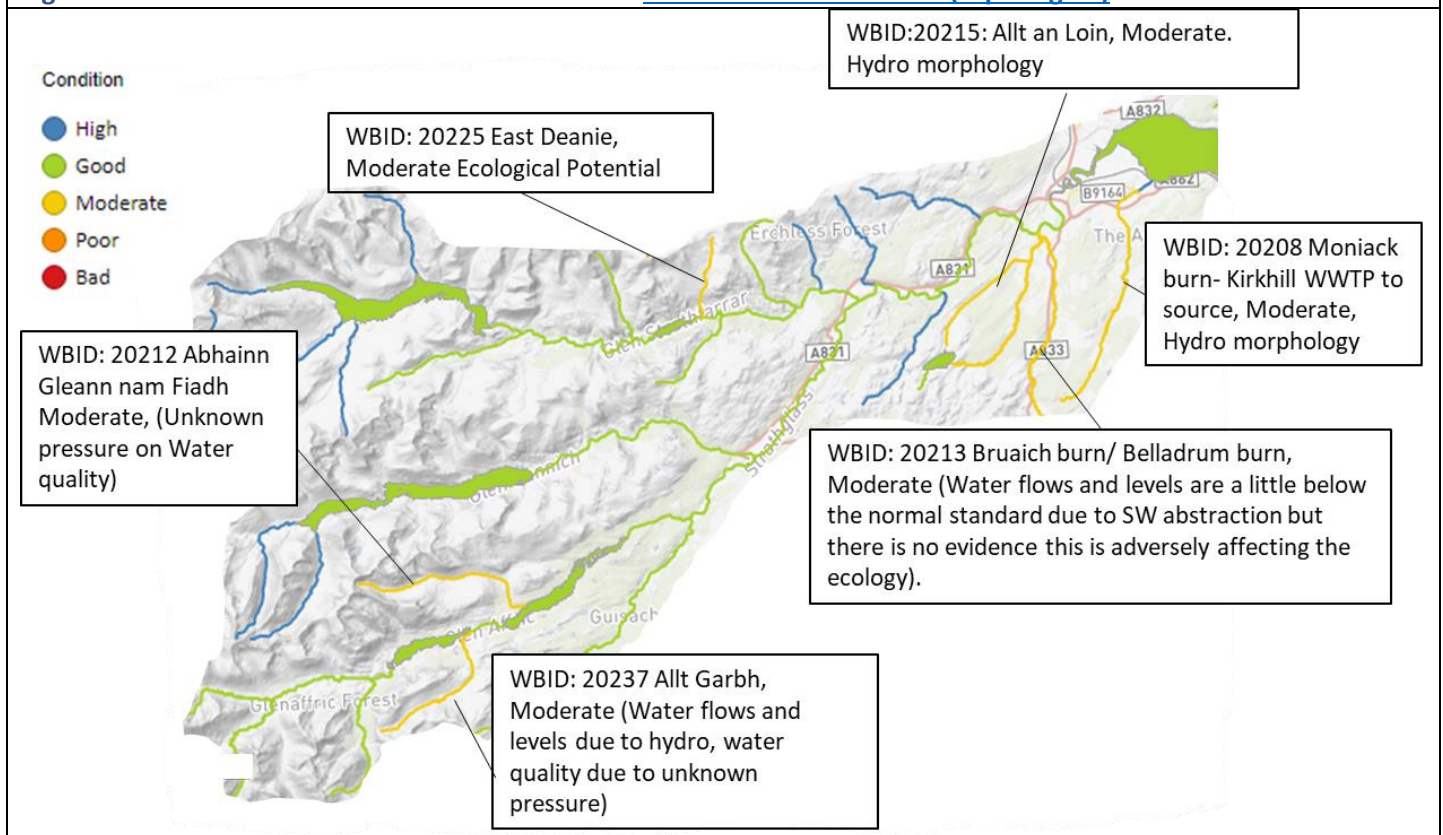 WBID:20215: Allt an Loin, Moderate.
Hydro morphology
Condition
High
Good
Moderate
Poor
Bad
WBID: 20225 East Deanie,
Moderate Ecological Potential
A832
B9164
A862
Erchless Forest
The A
A831
WBID: 20208 Moniack
burn- Kirkhill WWTP to
source, Moderate,
Hydro morphology
Glen Strathfarrar
A831
A833
WBID: 20212 Abhainn
Gleann nam Fiadh
Moderate, (Unknown
pressure on Water
quality)
Strathglass
WBID: 20213 Bruaich burn/ Belladrum burn,
Moderate (Water flows and levels are a little below
the normal standard due to SW abstraction but
there is no evidence this is adversely affecting the
ecology).
Guisach
Glen Affric
Glenaffric Forest
WBID: 20237 Allt Garbh,
Moderate (Water flows and
levels due to hydro, water
quality due to unknown
pressure)